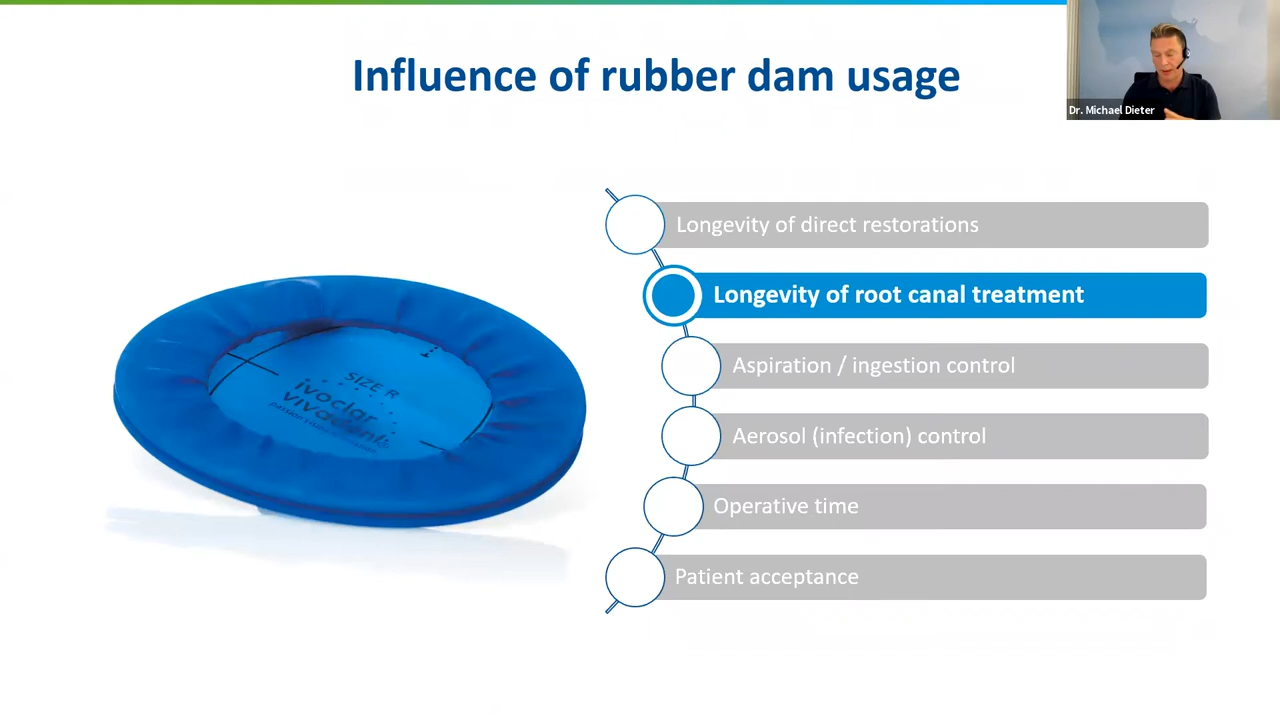 Influence of rubber dam usage
Dr. Michael Dieter
Longevity of direct restorations
Longevity of root canal treatment
Aspiration / ingestion control
Aerosol (infection) control
Operative time
Patient acceptance
SIZE R
ivoclar
vivadent